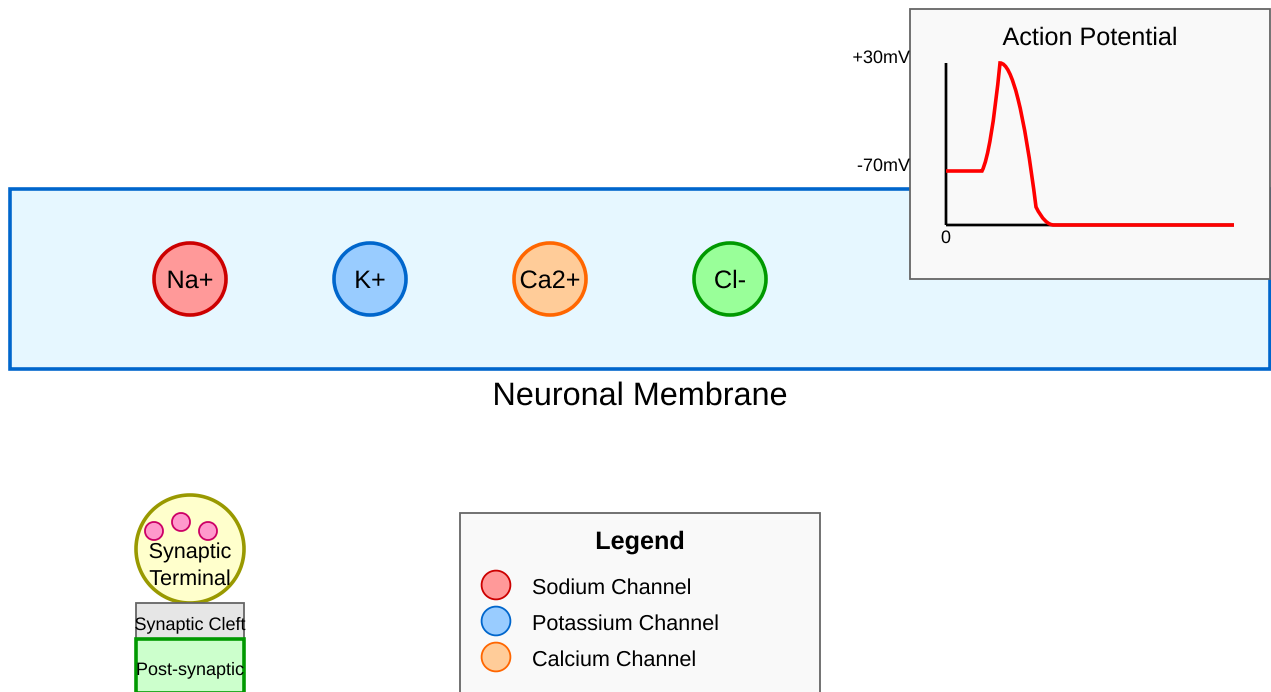 Action Potential
+30mV
-70mV
0
Na+
K+
Ca2+
Cl-
Neuronal Membrane
Synaptic
Terminal
Synaptic Cleft
Post-synaptic
Legend
Sodium Channel
Potassium Channel
Calcium Channel